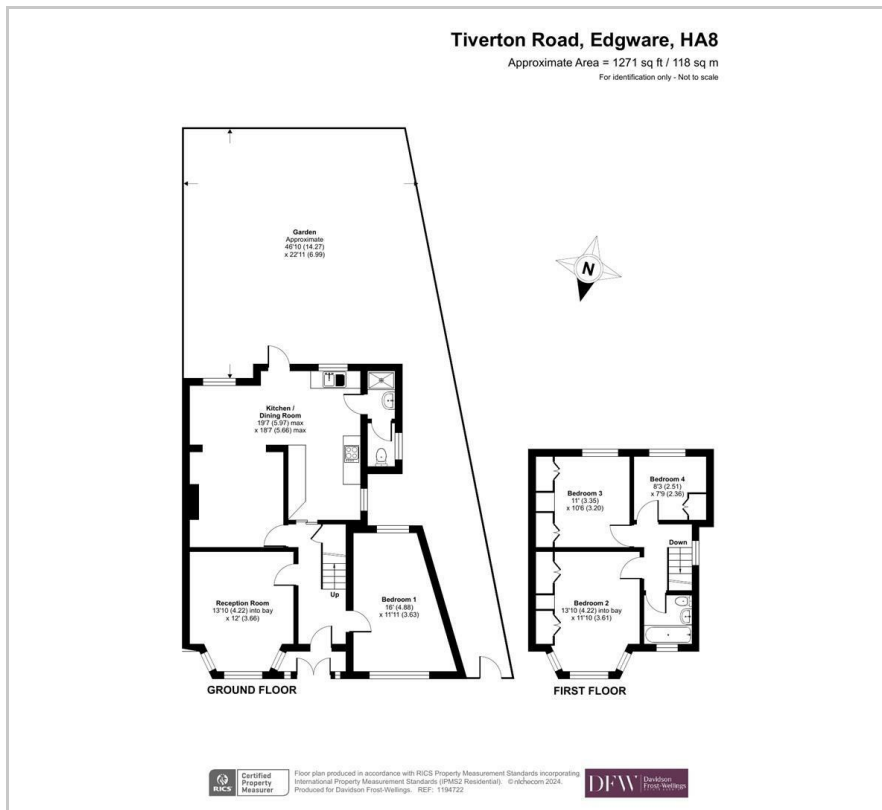 Tiverton Road, Edgware, HA8
Approximate Area = 1271 sq ft / 118 sq m
For identification only - Not to scale
Garden
Approximate
46'10 (14.27)
x 22'11 (6.99)
N
Kitchen /
Dining Room
19'7 (5.97) max
x 18'7 (5.66) max
Reception Room
13'10 (4.22) into bay
x 12' (3.66)
Up
Bedroom 1
16' (4.88)
x 11'11 (3.63)
GROUND FLOOR
Bedroom 3
11' (3.35)
x 10'6 (3.20)
Bedroom 4
8'3 (2.51)
x 7'9 (2.36)
Down
Bedroom 2
13'10 (4.22) into bay
x 11'10 (3.61)
FIRST FLOOR
RICS
Certified
Property
Measurer
Floor plan produced in accordance with RICS Property Measurement Standards incorporating
International Property Measurement Standards (IPMS2 Residential). © nichecom 2024.
Produced for Davidson Frost-Wellings. REF: 1194722
DFW
Davidson
Frost-Wellings